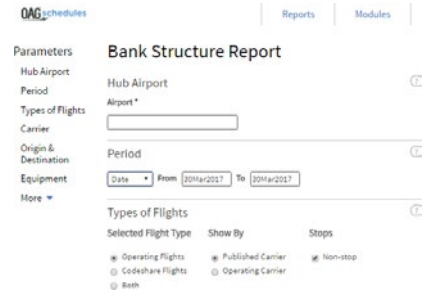 OAG schedules
Reports Modules
Parameters
Hub Airport
Period
Types of Flights
Carrier
Origin &
Destination
Equipment
More
Bank Structure Report
Hub Airport
Airport *
Period
Date From 30Mar2017 To 30Mar2017
Types of Flights
Selected Flight Type Show By Stops
Operating Flights Published Carrier Non-stop
Codeshare Flights Operating Carrier
Both